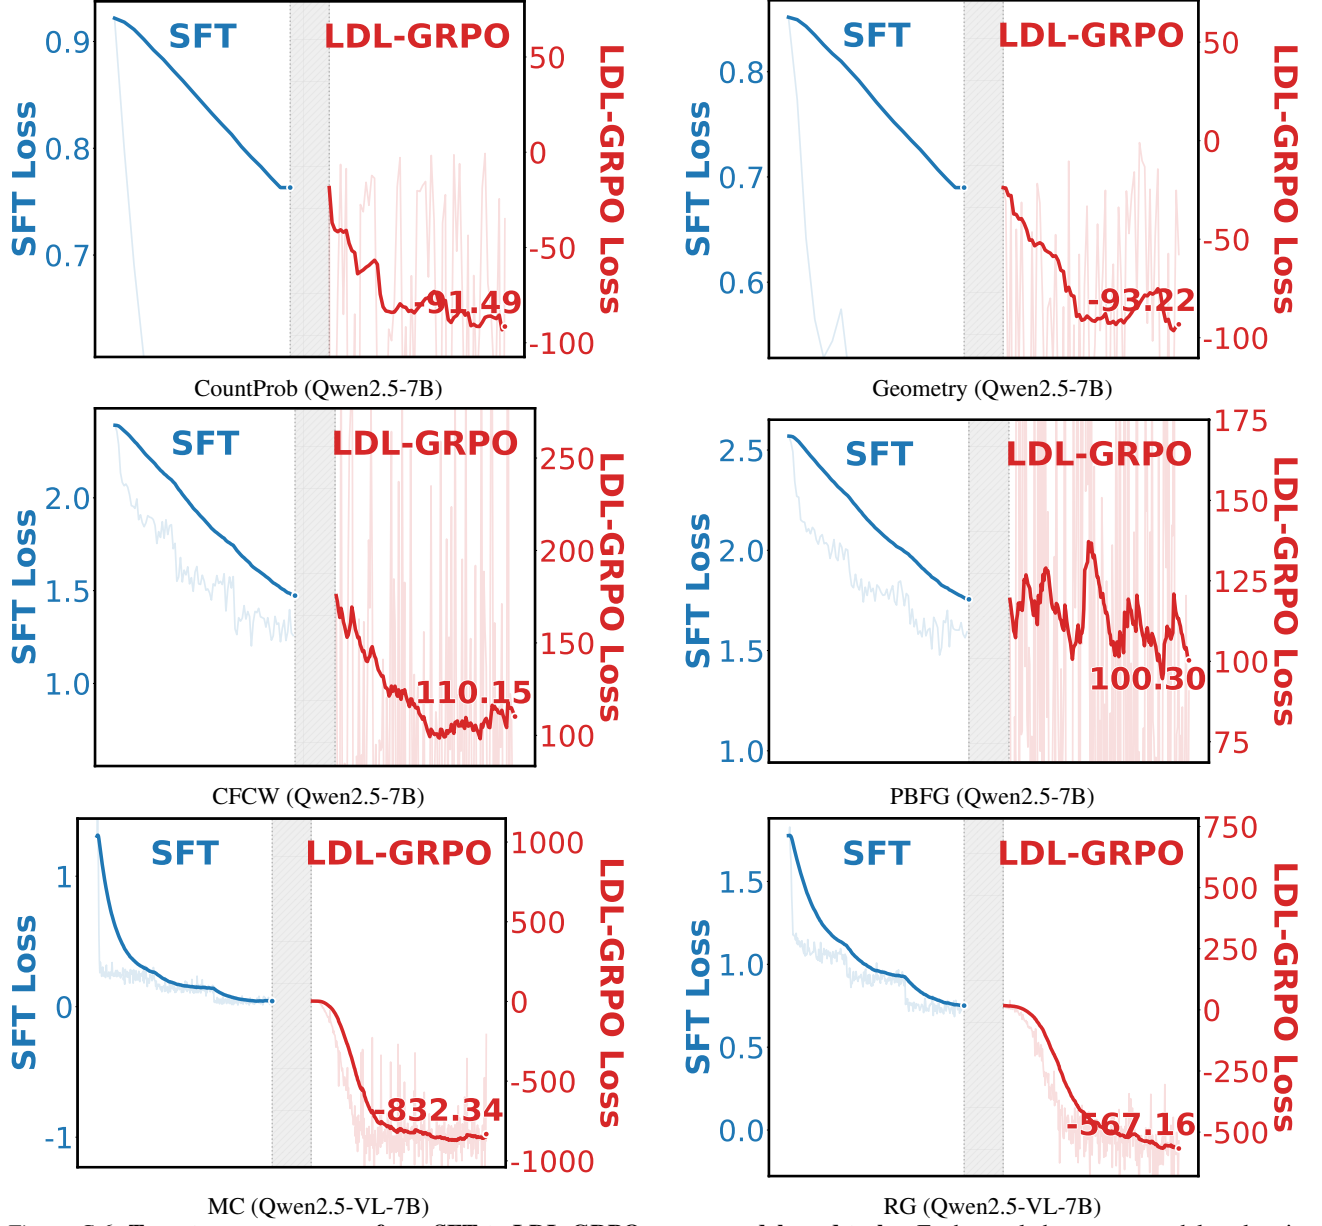 SFT
LDL-GRPO
0.9
0.8
0.7
SFT Loss
50
0
-50
-100
LDL-GRPO Loss
-91.49
CountProb (Qwen2.5-7B)
SFT
LDL-GRPO
0.8
0.7
0.6
SFT Loss
50
0
-50
-100
LDL-GRPO Loss
-93.22
Geometry (Qwen2.5-7B)
SFT
LDL-GRPO
2.0
1.5
1.0
SFT Loss
250
200
150
100
LDL-GRPO Loss
110.15
CFCW (Qwen2.5-7B)
SFT
LDL-GRPO
2.5
2.0
1.5
1.0
SFT Loss
175
150
125
100
75
LDL-GRPO Loss
100.30
PBFG (Qwen2.5-7B)
SFT
LDL-GRPO
1
0
-1
SFT Loss
1000
500
0
-500
-1000
LDL-GRPO Loss
-832.34
MC (Qwen2.5-VL-7B)
SFT
LDL-GRPO
1.5
1.0
0.5
0.0
SFT Loss
750
500
250
0
-250
-500
LDL-GRPO Loss
-567.16
RG (Qwen2.5-VL-7B)